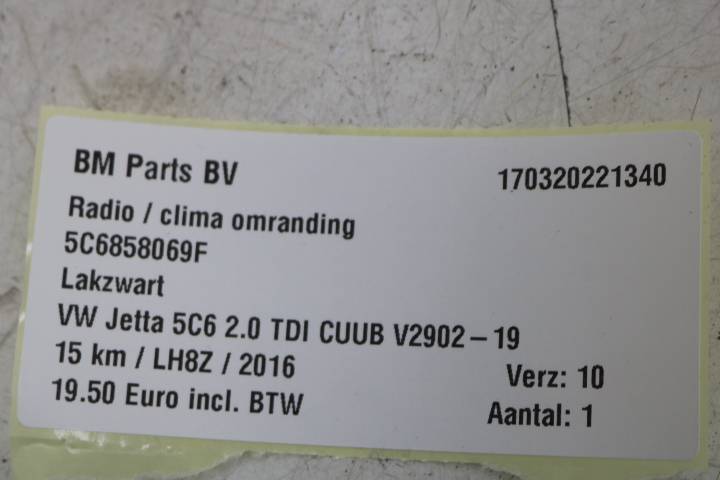 BM Parts BV
170320221340
Radio / clima omranding
5C6858069F
Lakzwart
VW Jetta 5C6 2.0 TDI CUUB V2902-19
15 km / LH8Z / 2016
Verz: 10
19.50 Euro incl. BTW
Aantal: 1